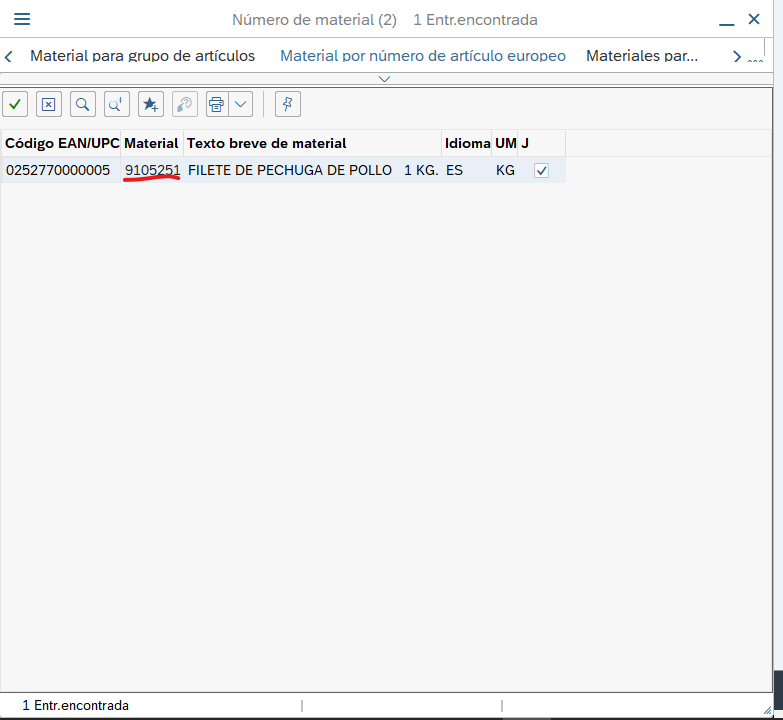 Número de material (2) 1 Entr.encontrada
Material para grupo de artículos Material por número de artículo europeo Materiales par...
Código EAN/UPC Material Texto breve de material Idioma UM J
0252770000005 9105251 FILETE DE PECHUGA DE POLLO 1 KG. ES KG
1 Entr.encontrada